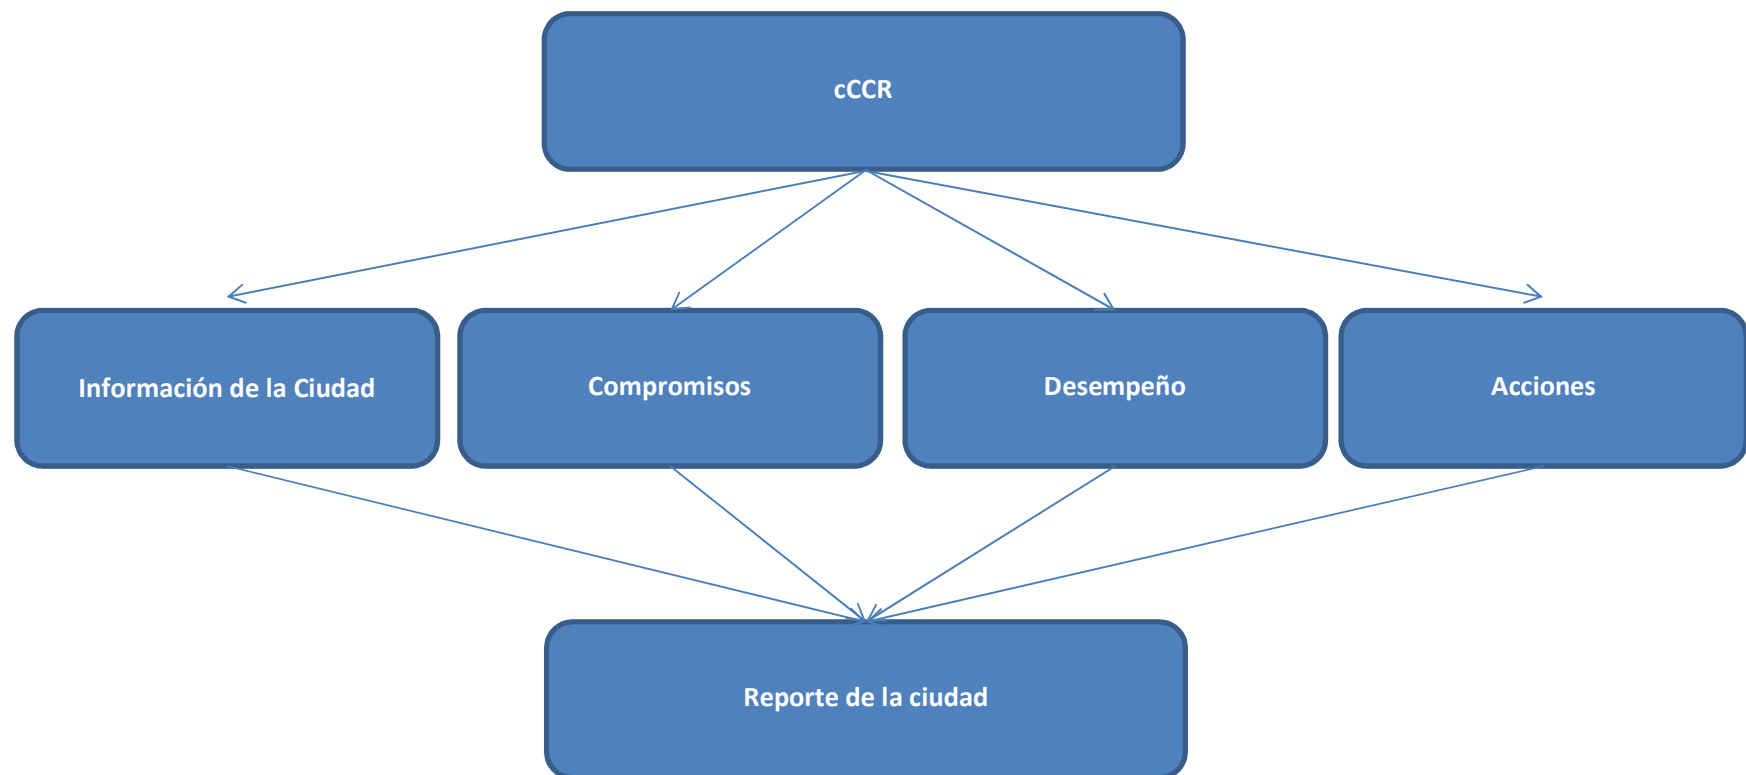 cCCR
Información de la Ciudad
Compromisos
Desempeño
Acciones
Reporte de la ciudad